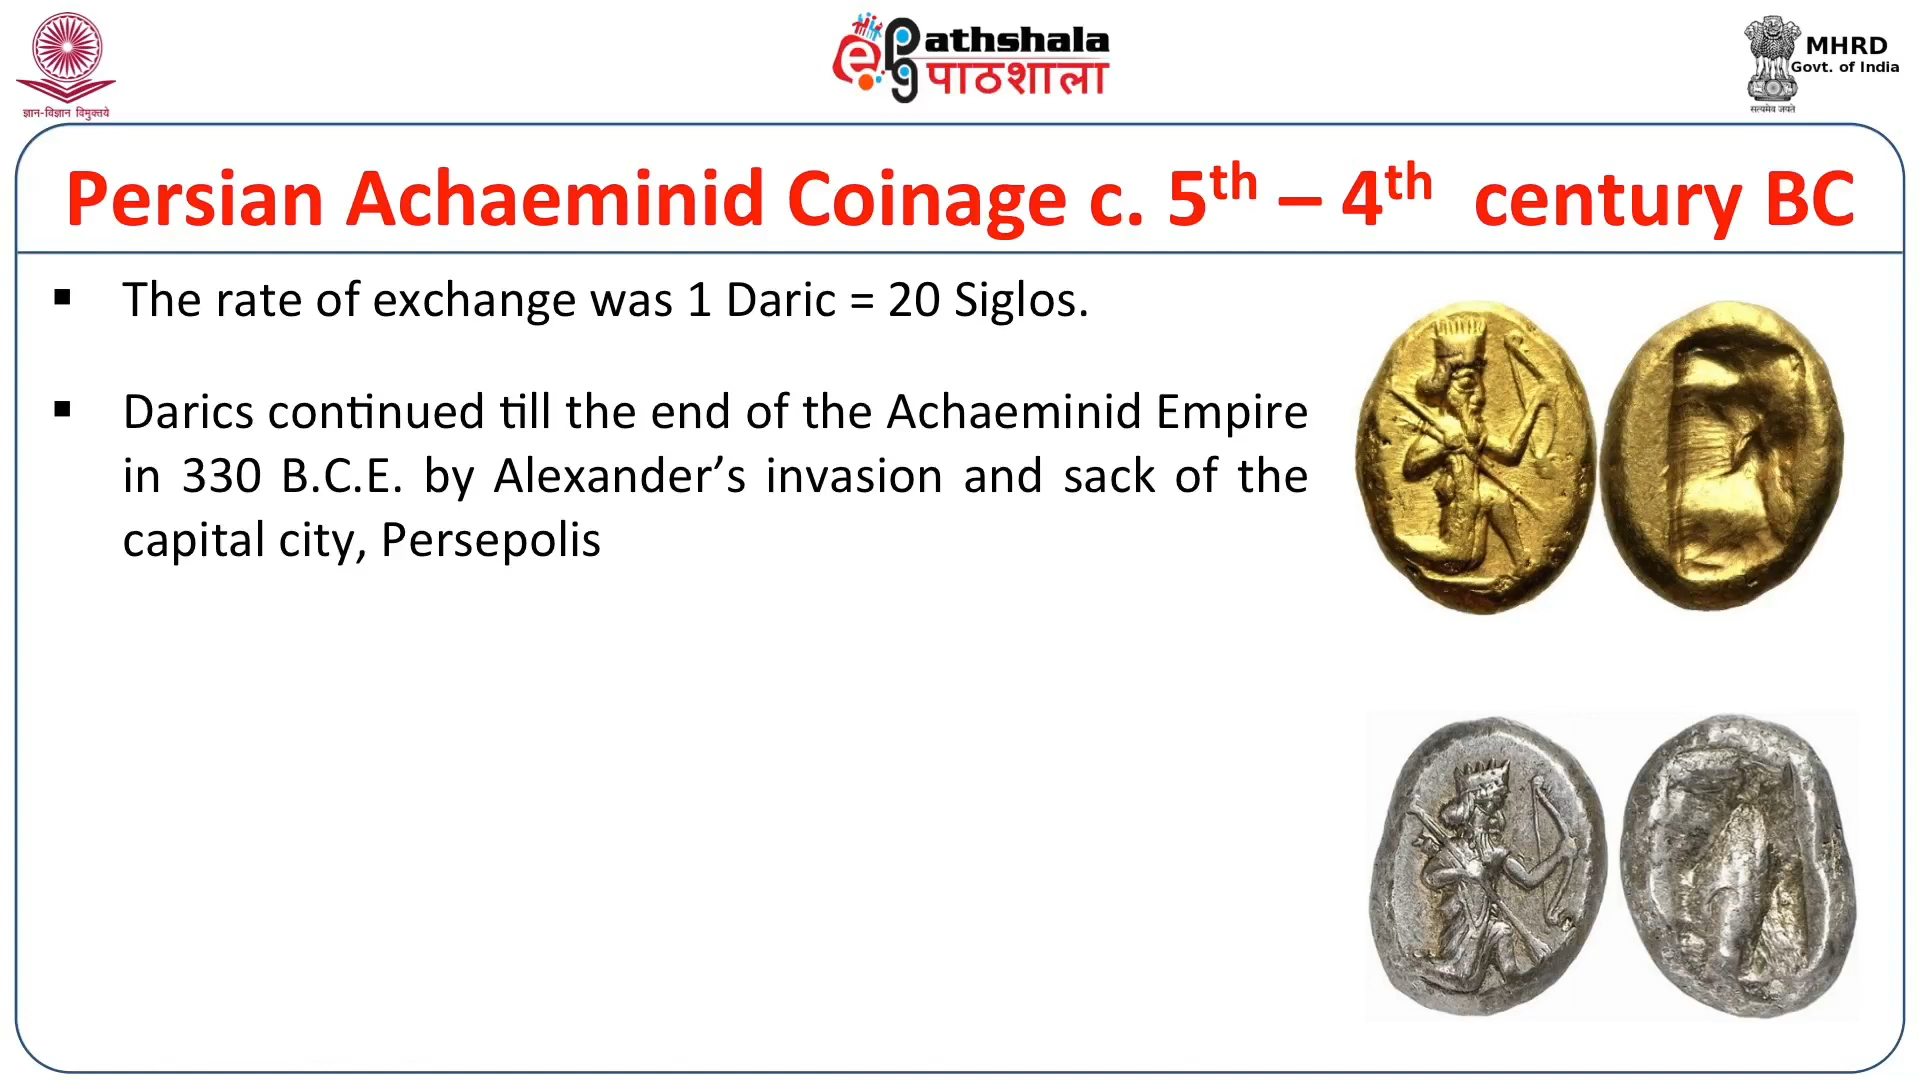 ज्ञान-विज्ञान विमुक्तये
ePG Pathshala
पाठशाला
MHRD
Govt. of India
सत्यमेव जयते
Persian Achaeminid Coinage c. 5th – 4th century BC
▪ The rate of exchange was 1 Daric = 20 Siglos.
▪ Darics continued till the end of the Achaeminid Empire
in 330 B.C.E. by Alexander’s invasion and sack of the
capital city, Persepolis